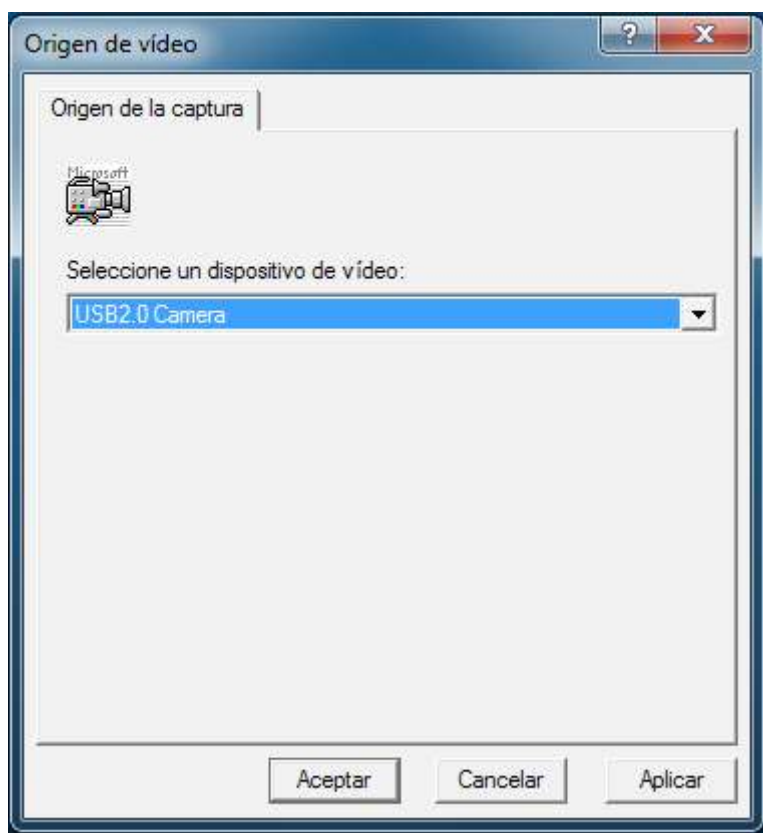 Origen de vídeo
Origen de la captura
Microsoft
Seleccione un dispositivo de vídeo:
USB2.0 Camera
Aceptar
Cancelar
Aplicar